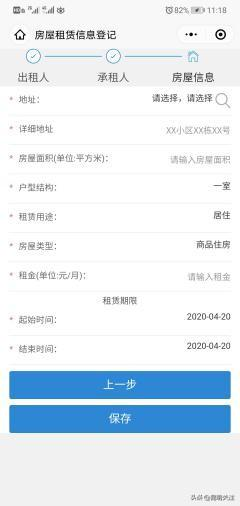 82% 11:18
房屋租赁信息登记
出租人 承租人 房屋信息
* 地址: 请选择,请选择
* 详细地址 XX小区XX栋XX号
* 房屋面积(单位:平方米): 请输入房屋面积
* 户型结构: 一室
* 租赁用途: 居住
* 房屋类型: 商品住房
* 租金(单位:元/月): 请输入租金
租赁期限
* 起始时间: 2020-04-20
* 结束时间: 2020-04-20
上一步
保存